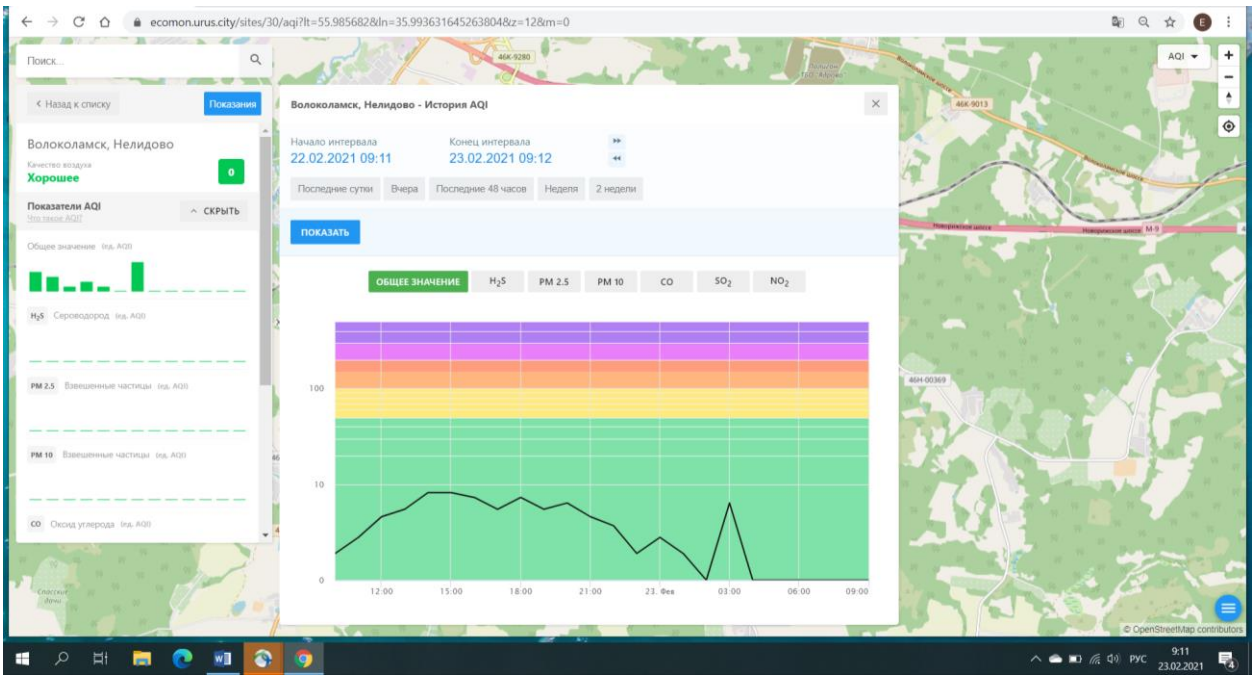 ecomon.urus.city/sites/30/aqi?lt=55.985682&ln=35.993631645263804&z=12&m=0
E
Поиск...
46К-9280
AQI
Назад к списку
Показания
Волоколамск, Нелидово - История AQI
46К-9013
Волоколамск, Нелидово
Качество воздуха
Хорошее
0
Начало интервала
Конец интервала
22.02.2021 09:11
23.02.2021 09:12
Последние сутки
Вчера
Последние 48 часов
Неделя
2 недели
Показатели AQI
Что такое AQI?
СКРЫТЬ
ПОКАЗАТЬ
Новорижское шоссе
Новорижское шоссе
М-9
Общее значение (ед. AQI)
ОБЩЕЕ ЗНАЧЕНИЕ
H₂S
PM 2.5
PM 10
CO
SO₂
NO₂
H₂S Сероводород (ед. AQI)
PM 2.5 Взвешенные частицы (ед. AQI)
100
46Н-00369
PM 10 Взвешенные частицы (ед. AQI)
10
CO Оксид углерода (ед. AQI)
0
12:00
15:00
18:00
21:00
23. Фев
03:00
06:00
09:00
Спасские
дачи
© OpenStreetMap contributors
РУС
9:11
23.02.2021
4